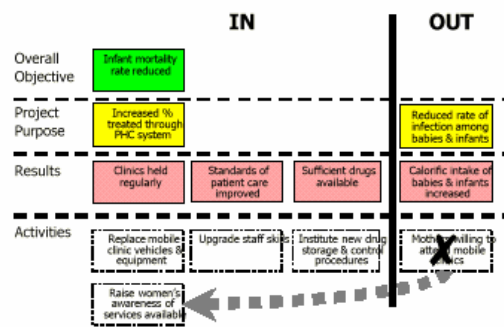 IN
OUT
Overall
Objective
Infant mortality
rate reduced
Project
Purpose
Increased %
treated through
PHC system
Reduced rate of
infection among
babies & infants
Results
Clinics held
regularly
Standards of
patient care
improved
Sufficient drugs
available
Calorific intake of
babies & infants
increased
Activities
Replace mobile
clinic vehicles &
equipment
Upgrade staff skills
Institute new drug
storage & control
procedures
willing to
mobile
Raise women's
awareness of
services available